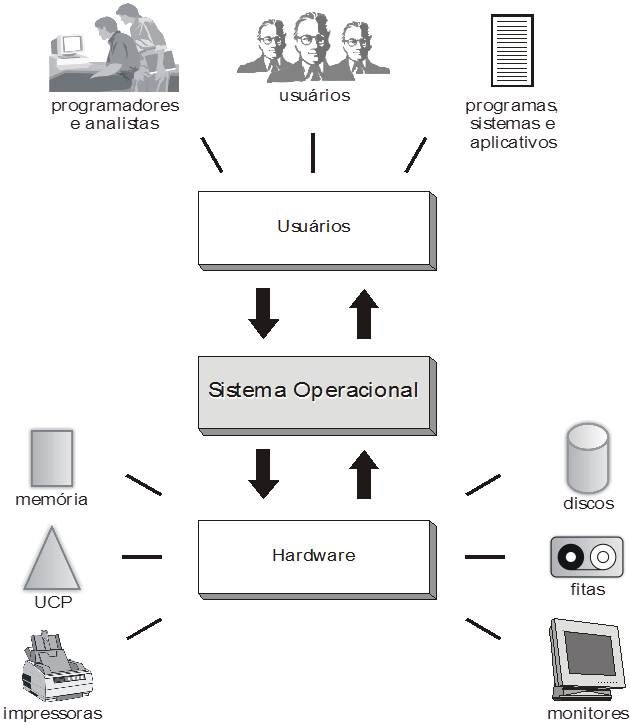 programadores
e analistas
usuários
programas,
sistemas e
aplicativos
Usuários
Sistema Operacional
memória
discos
Hardware
UCP
fitas
impressoras
monitores